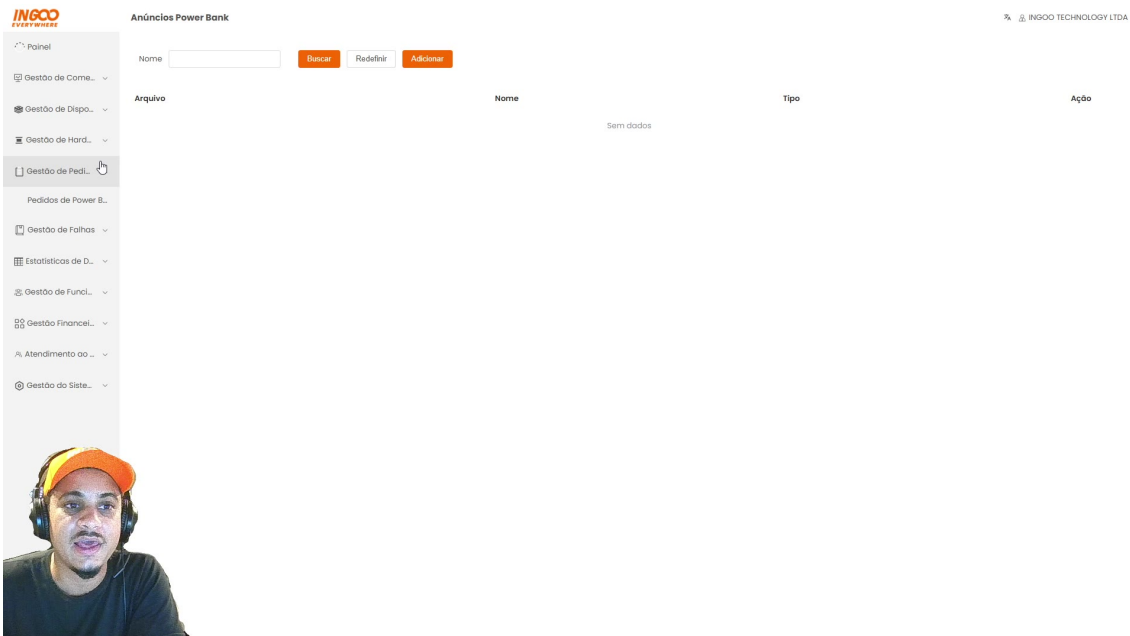 INGOO
EVERYWHERE
Anúncios Power Bank
INGOO TECHNOLOGY LTDA
Painel
Gestão de Come...
Gestão de Dispo...
Gestão de Hard...
Gestão de Pedi...
Pedidos de Power B...
Gestão de Falhas
Estatísticas de D...
Gestão de Funci...
Gestão Financei...
Atendimento ao ...
Gestão do Siste...
Nome
Buscar
Redefinir
Adicionar
Arquivo Nome Tipo Ação
Sem dados